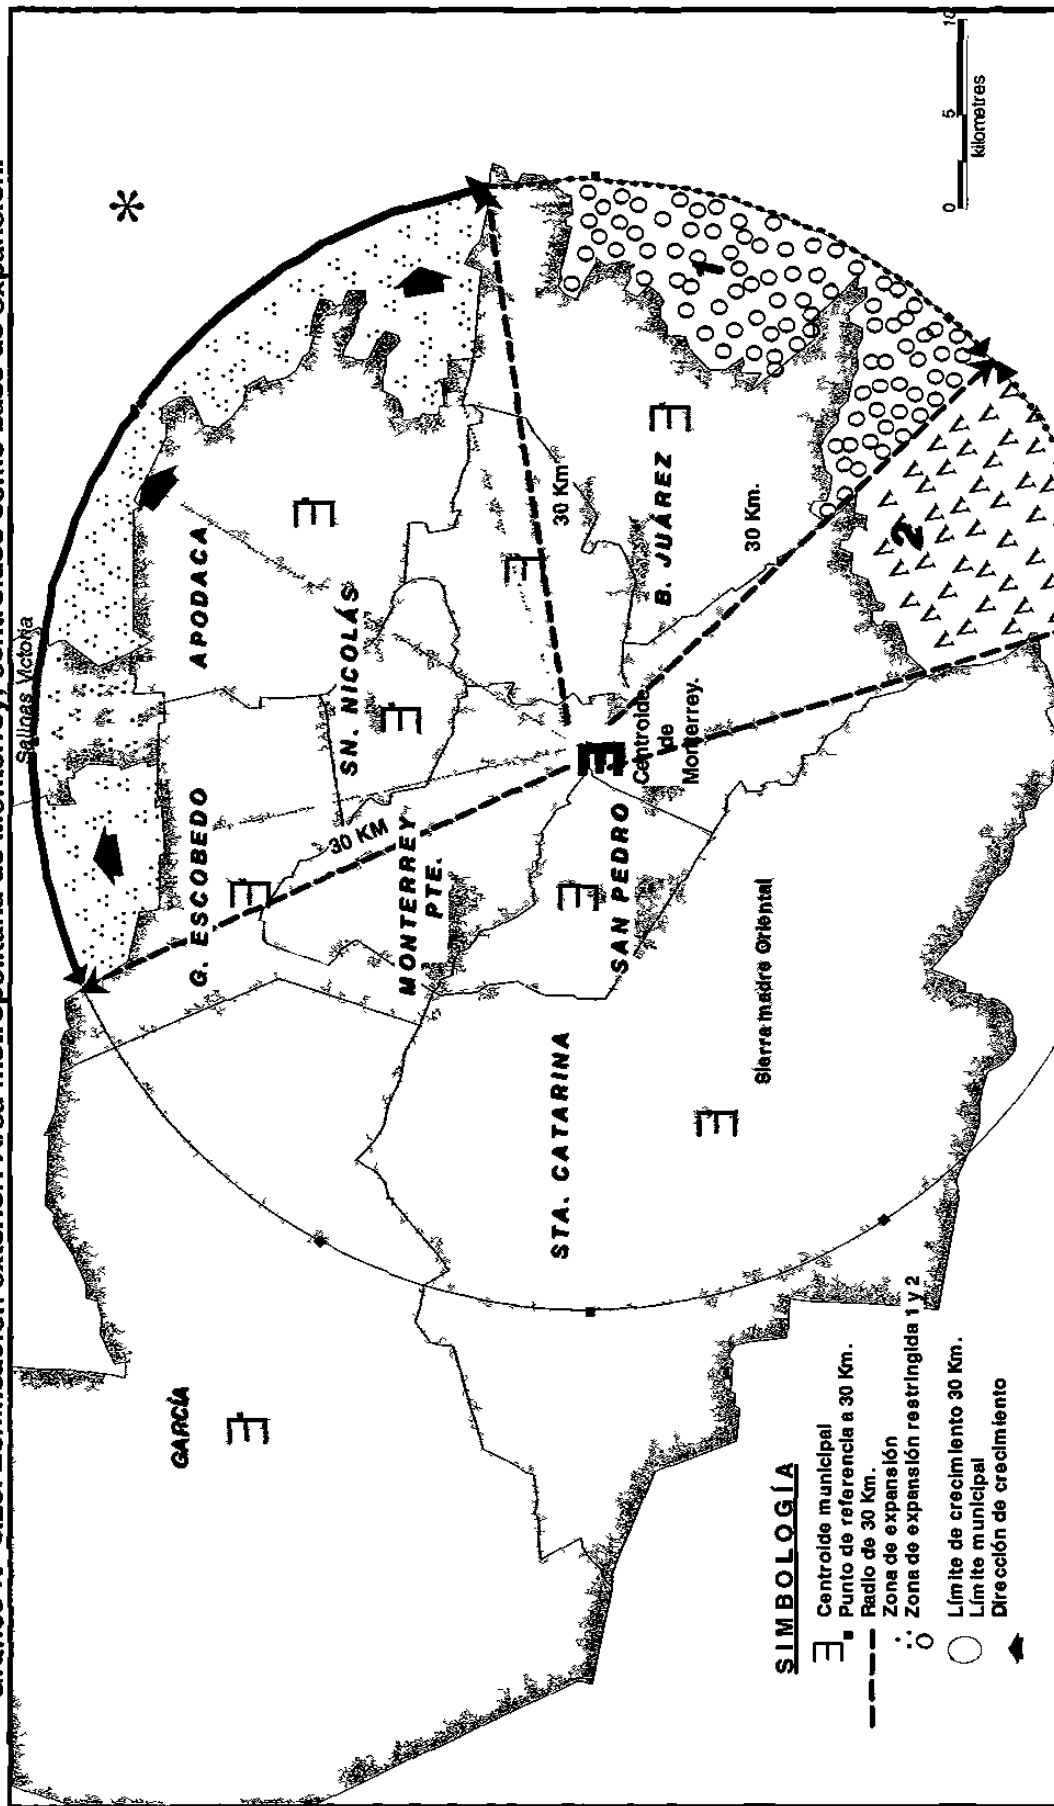 *
Salinas Victoria
APODACA
G. ESCOBEDO
SN. NICOLÁS
30 KM
MONTERREY
PTE.
30 Km
B. JUÁREZ
30 Km.
Centroide
de
Monterrey.
SAN PEDRO
GARCÍA
STA. CATARINA
Sierra madre Oriental
1
2
SIMBOLOGÍA
Centroide municipal
Punto de referencia a 30 Km.
Radio de 30 Km.
Zona de expansión
Zona de expansión restringida 1 y 2
Límite de crecimiento 30 Km.
Límite municipal
Dirección de crecimiento
0 5 10
kilometres